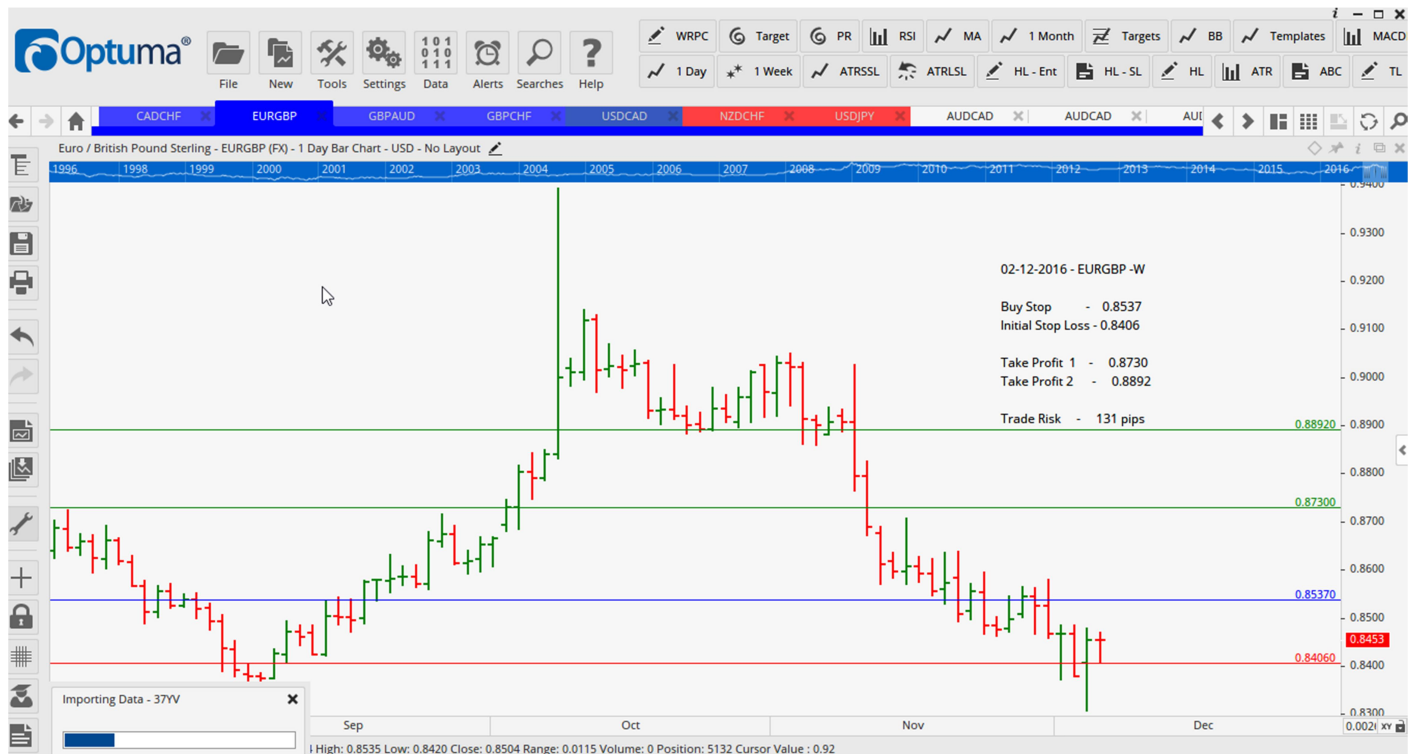 Optuma®
File New Tools Settings Data Alerts Searches Help
WRPC Target PR RSI MA 1 Month Targets BB Templates MACD
1 Day 1 Week ATRSSL ATRLSL HL - Ent HL - SL HL ATR ABC TL
CADCHF EURGBP GBPAUD GBPCHF USDCAD NZDCHF USDJPY AUDCAD AUDCAD
Euro / British Pound Sterling - EURGBP (FX) - 1 Day Bar Chart - USD - No Layout
1996 1998 1999 2000 2001 2002 2003 2004 2005 2006 2007 2008 2009 2010 2011 2012 2013 2014 2015 2016
0.9400
0.9300
02-12-2016 - EURGBP -W
0.9200
Buy Stop - 0.8537
Initial Stop Loss - 0.8406
0.9100
Take Profit 1 - 0.8730
0.9000
Take Profit 2 - 0.8892
Trade Risk - 131 pips
0.88920
0.8900
0.8800
0.87300
0.8700
0.8600
0.85370
0.8500
0.8453
0.84060
0.8400
Importing Data - 37YV
0.8300
Sep Oct Nov Dec
XY
High: 0.8535 Low: 0.8420 Close: 0.8504 Range: 0.0115 Volume: 0 Position: 5132 Cursor Value : 0.92